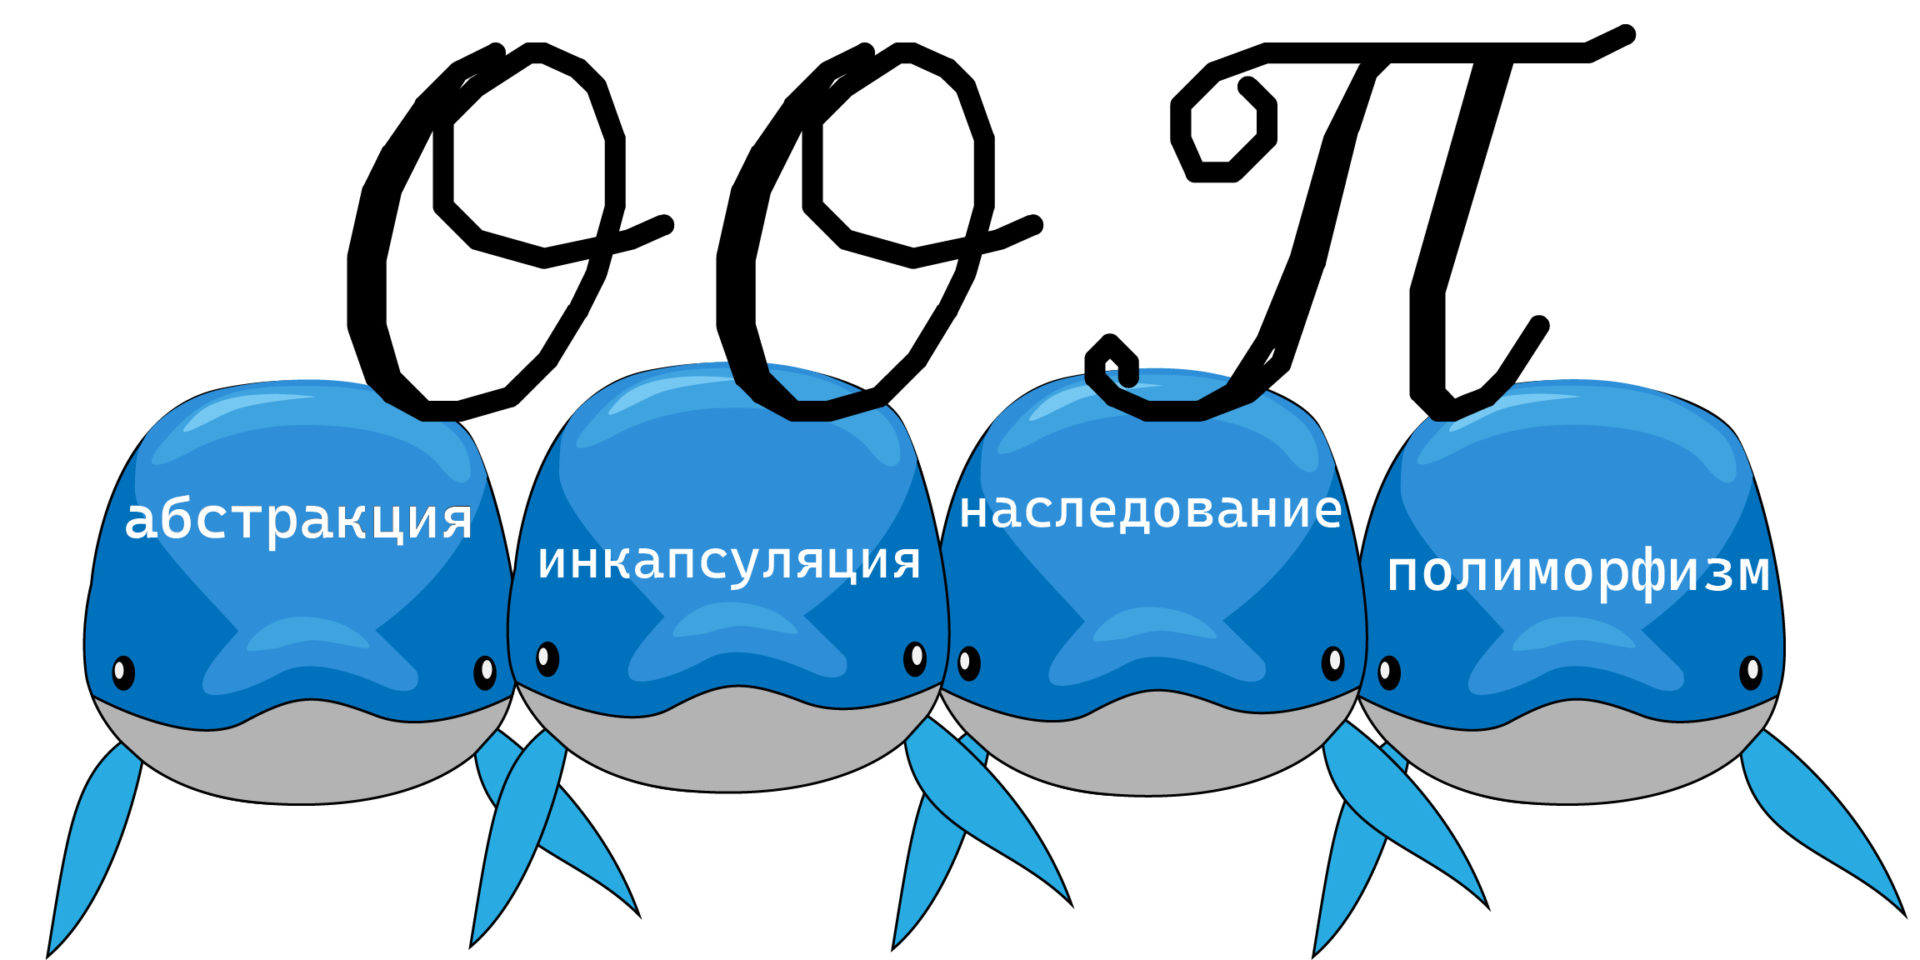 ООП
абстракция
инкапсуляция
наследование
полиморфизм